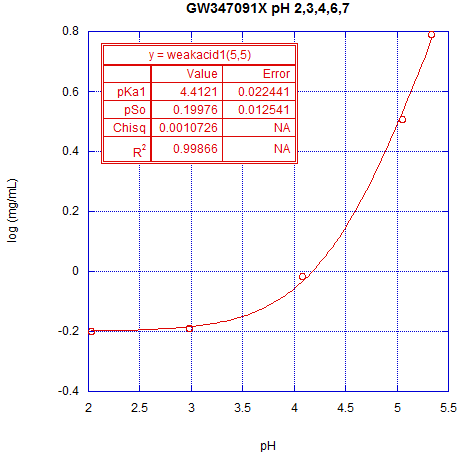 GW347091X pH 2,3,4,6,7
y = weakacid1(5,5)
Value Error
pKa1 4.4121 0.022441
pSo 0.19976 0.012541
Chisq 0.0010726 NA
R² 0.99866 NA
0.8
0.6
0.4
0.2
0
-0.2
-0.4
log (mg/mL)
2 2.5 3 3.5 4 4.5 5 5.5
pH